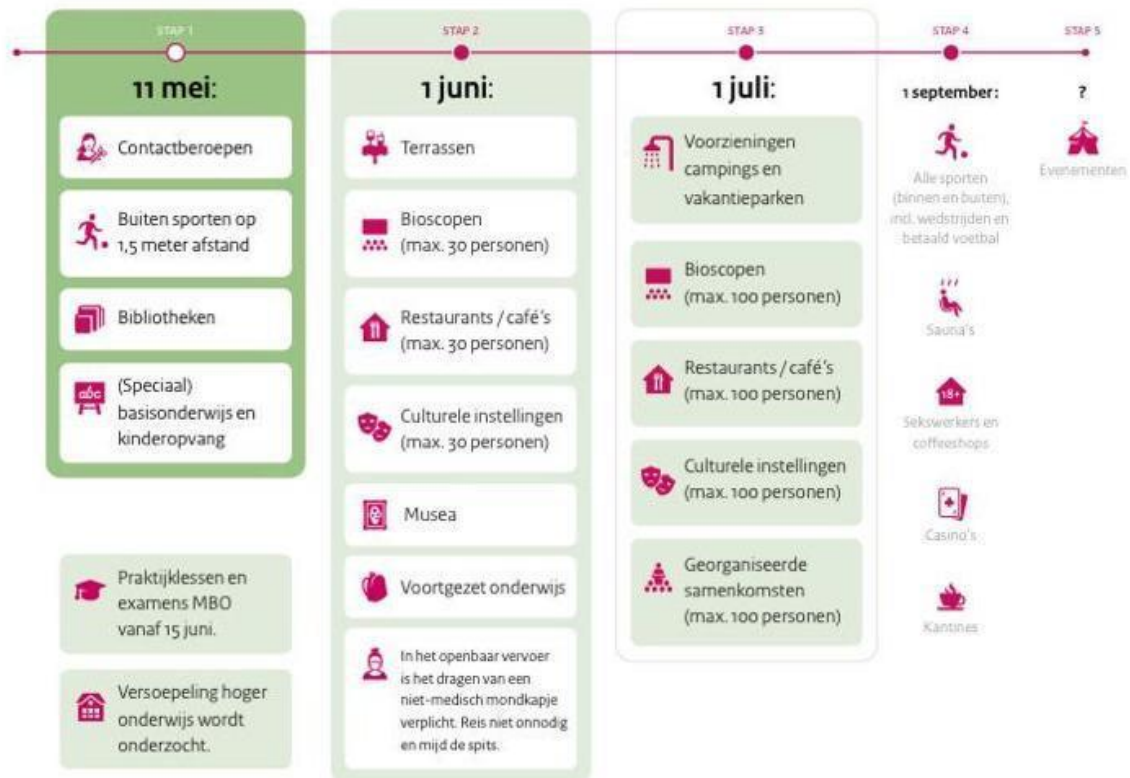 STAP 1
11 mei:
Contactberoepen
Buiten sporten op
1,5 meter afstand
Bibliotheken
abc
(Speciaal)
basisonderwijs en
kinderopvang
Praktijklessen en
examens MBO
vanaf 15 juni.
Versoepeling hoger
onderwijs wordt
onderzocht.
STAP 2
1 juni:
Terrassen
Bioscopen
(max. 30 personen)
Restaurants / café's
(max. 30 personen)
Culturele instellingen
(max. 30 personen)
Musea
Voortgezet onderwijs
In het openbaar vervoer
is het dragen van een
niet-medisch mondkapje
verplicht. Reis niet onnodig
en mijd de spits.
STAP 3
1 juli:
Voorzieningen
campings en
vakantieparken
Bioscopen
(max. 100 personen)
Restaurants / café's
(max. 100 personen)
Culturele instellingen
(max. 100 personen)
Georganiseerde
samenkomsten
(max. 100 personen)
STAP 4
1 september:
Alle sporten
(binnen en buiten),
incl. wedstrijden en
betaald voetbal
Sauna's
18+
Sekswerkers en
coffeeshops
Casino's
Kantines
STAP 5
?
Evenementen